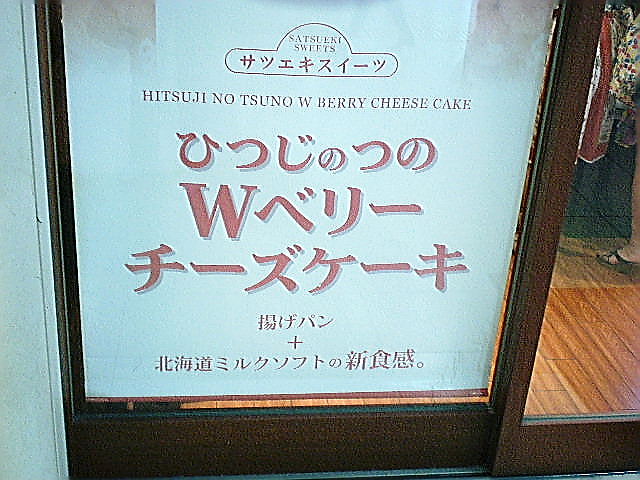 SATSUEKI
SWEETS
サツエキスイーツ
HITSUJI NO TSUNO W BERRY CHEESE CAKE
ひつじのつの
Wベリー
チーズケーキ
揚げパン
+
北海道ミルクソフトの新食感。